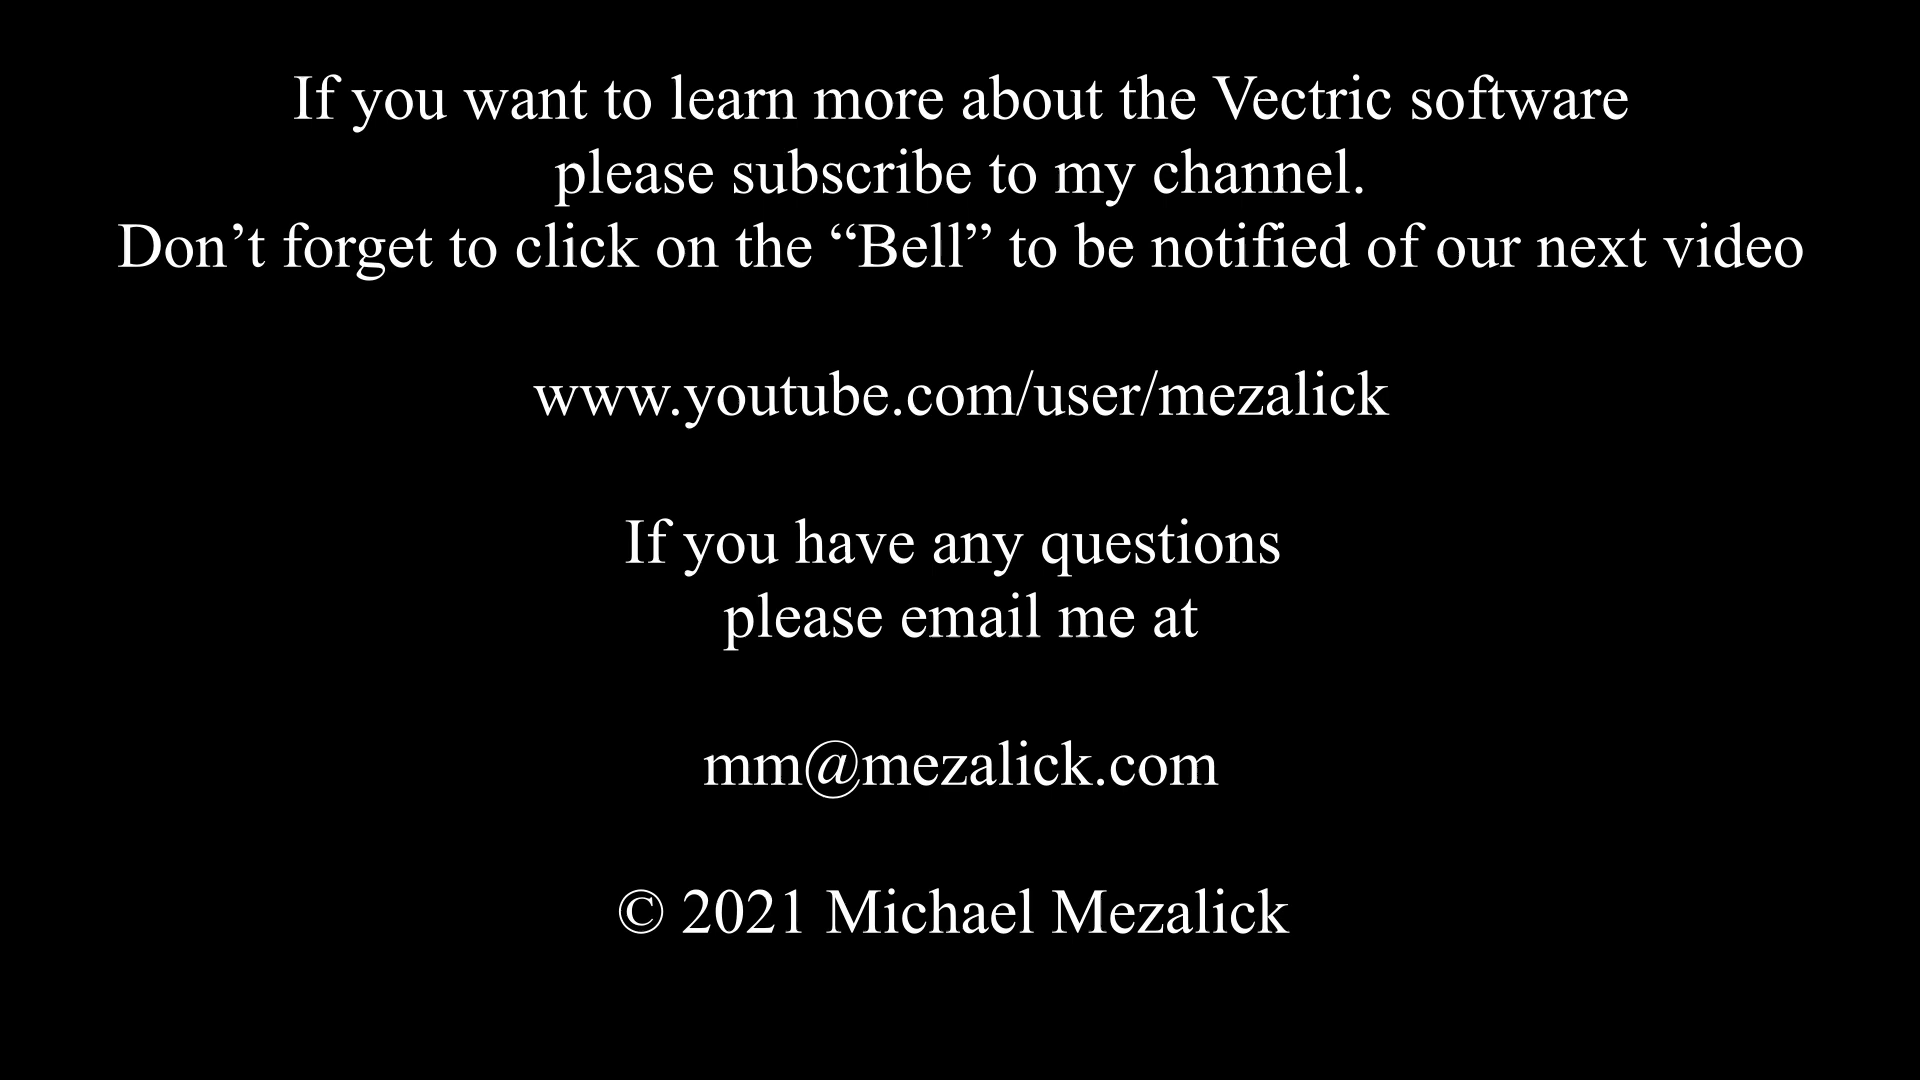 If you want to learn more about the Vectric software
please subscribe to my channel.
Don’t forget to click on the “Bell” to be notified of our next video
www.youtube.com/user/mezalick
If you have any questions
please email me at
mm@mezalick.com
© 2021 Michael Mezalick